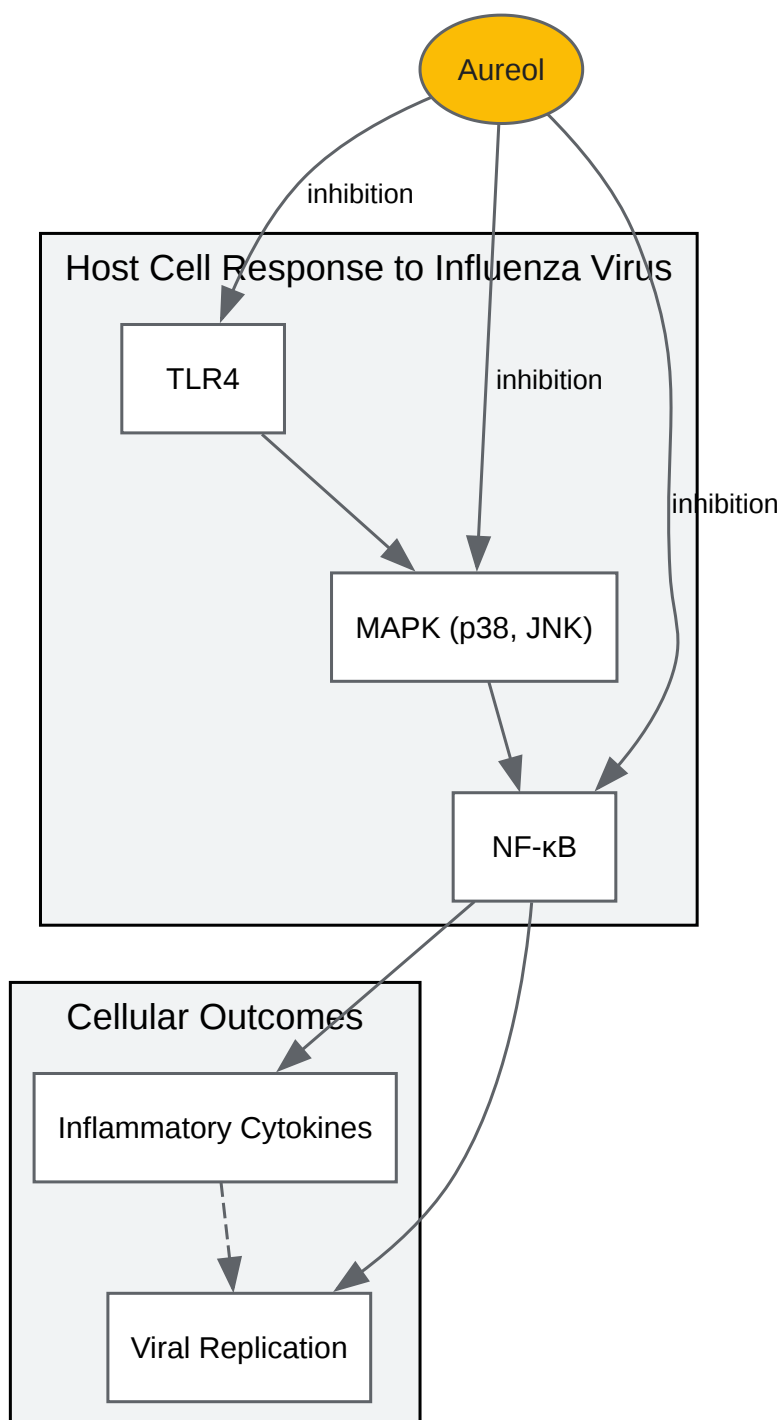 Aureol
inhibition
Host Cell Response to Influenza Virus
TLR4
inhibition
inhibition
MAPK (p38, JNK)
NF-κB
Cellular Outcomes
Inflammatory Cytokines
Viral Replication